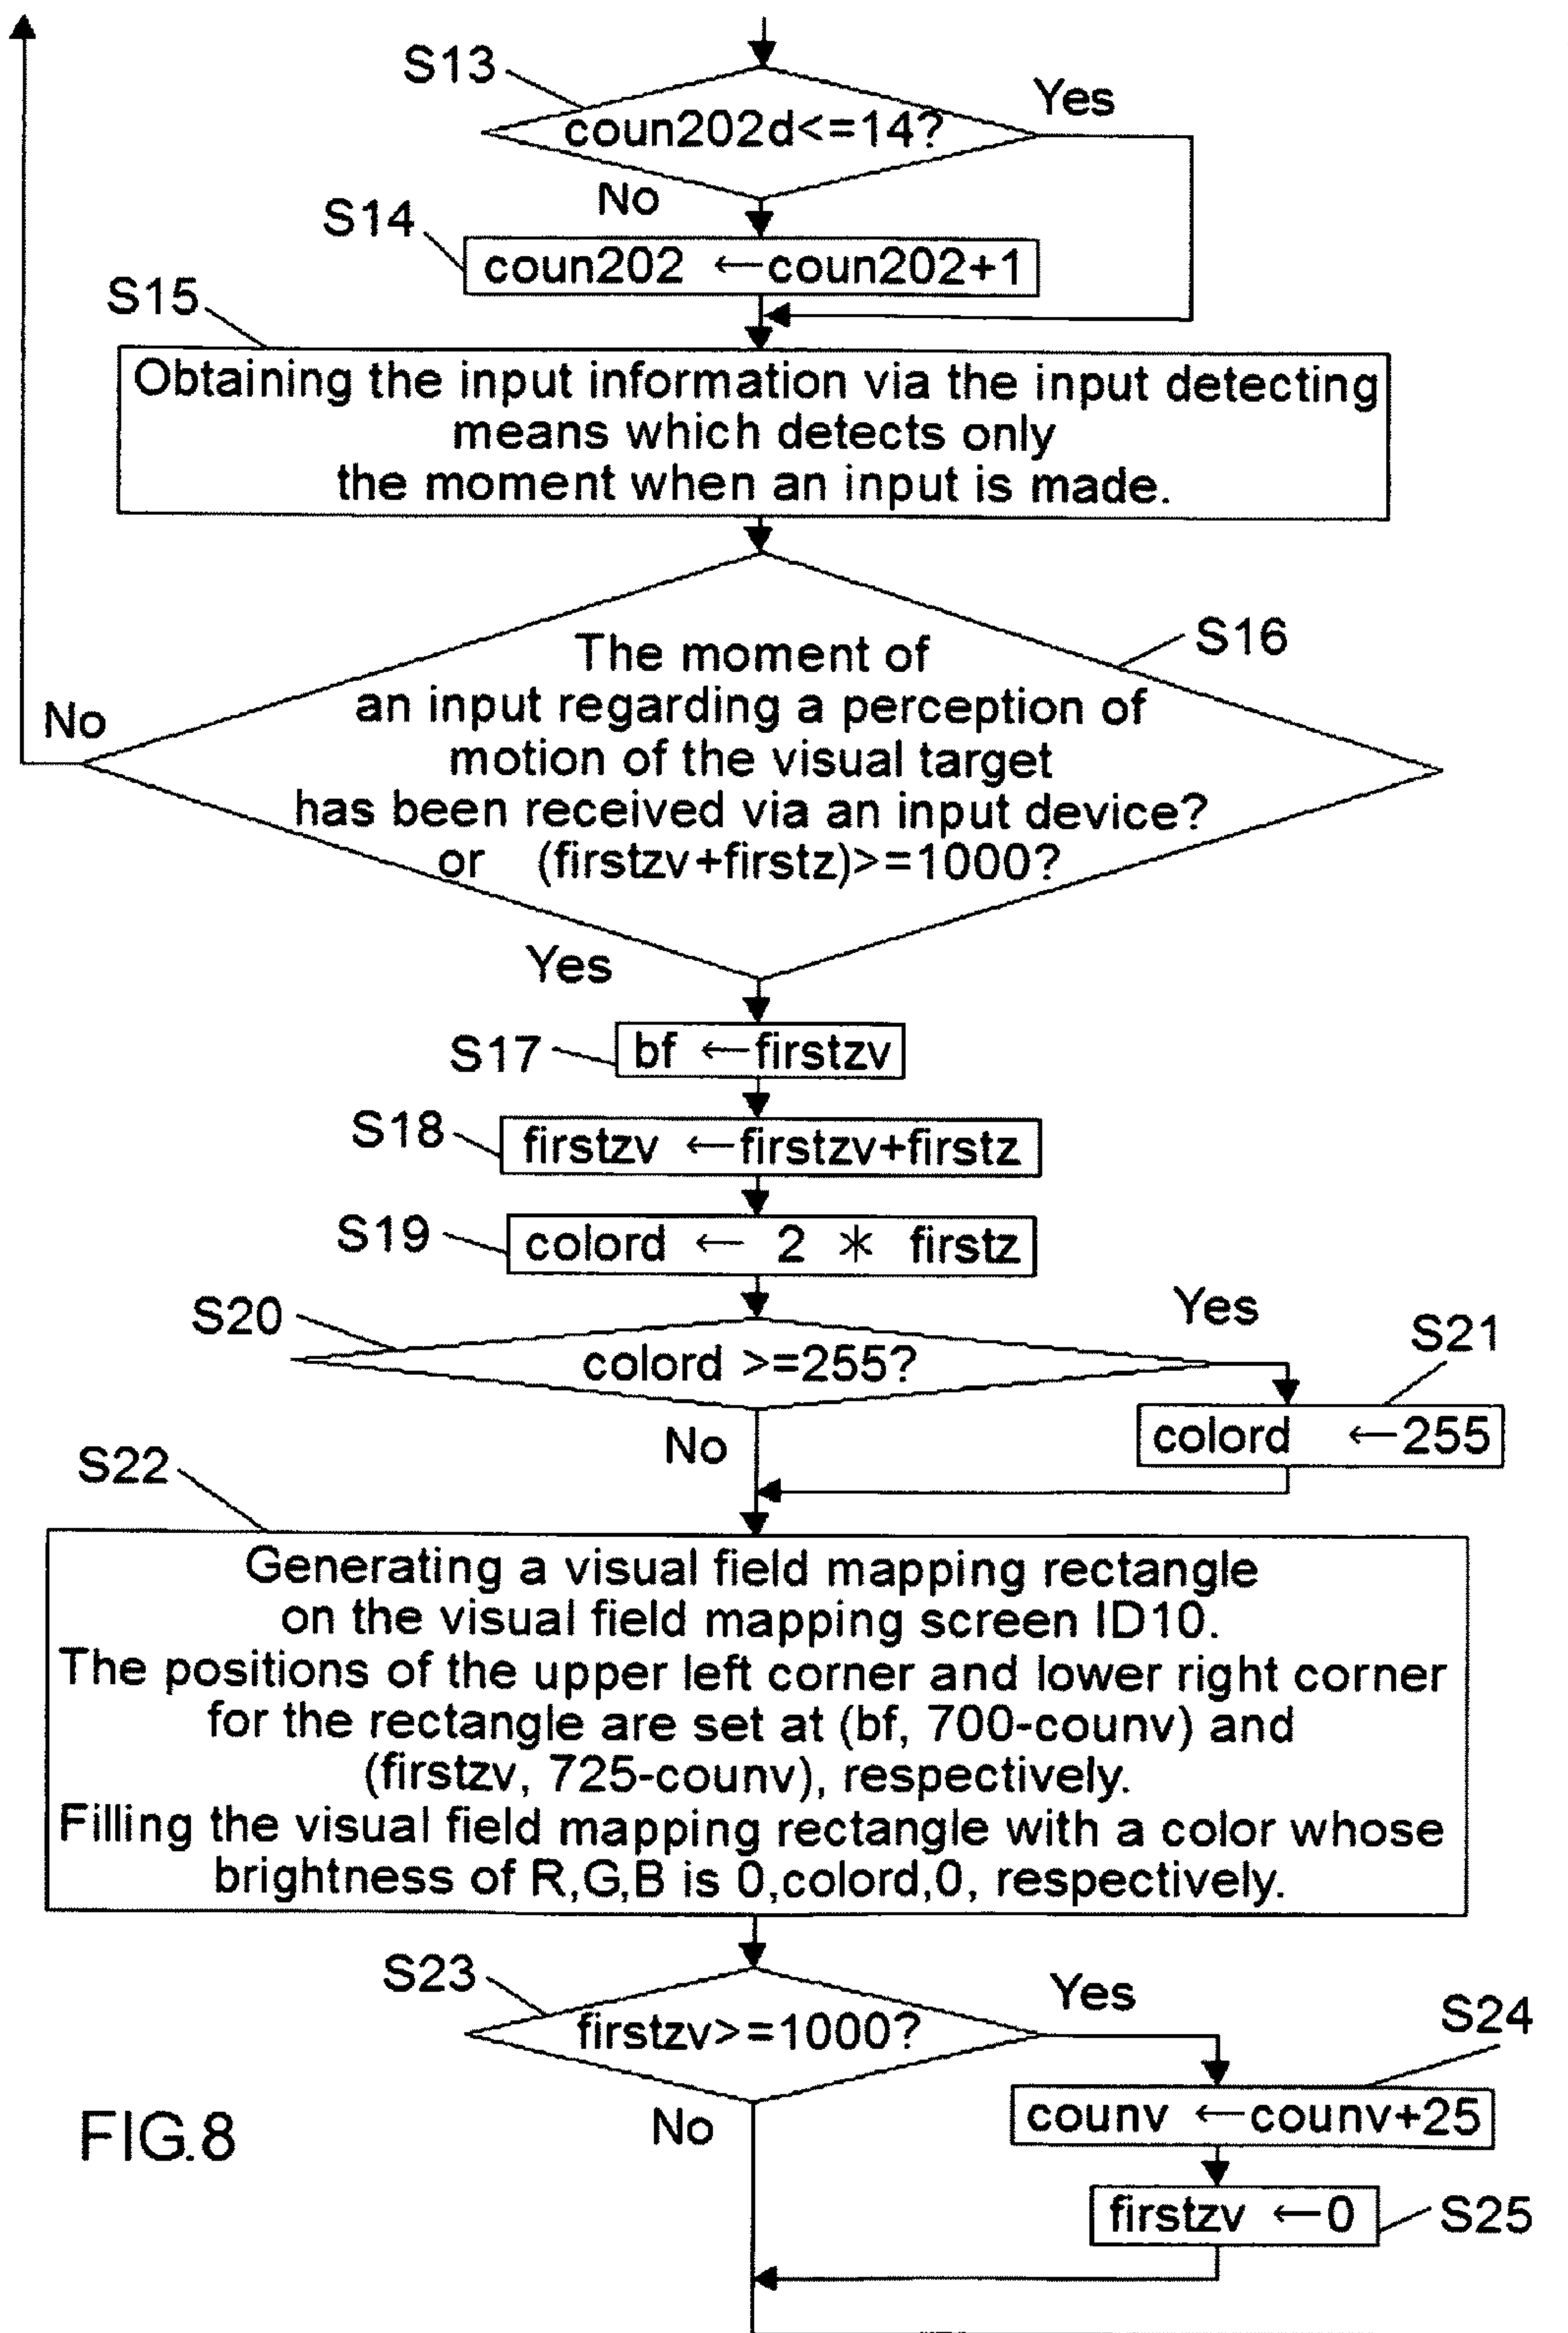 S13
coun202d<=14?
Yes
No
S14
coun202 ←coun202+1
S15
Obtaining the input information via the input detecting
means which detects only
the moment when an input is made.
S16
The moment of
an input regarding a perception of
motion of the visual target
has been received via an input device?
or (firstzv+firstz)>=1000?
No
Yes
S17
bf ←firstzv
S18
firstzv ←firstzv+firstz
S19
colord ← 2 * firstz
S20
colord >=255?
Yes
S21
colord ←255
No
S22
Generating a visual field mapping rectangle
on the visual field mapping screen ID10.
The positions of the upper left corner and lower right corner
for the rectangle are set at (bf, 700-counv) and
(firstzv, 725-counv), respectively.
Filling the visual field mapping rectangle with a color whose
brightness of R,G,B is 0,colord,0, respectively.
S23
firstzv>=1000?
Yes
S24
counv ←counv+25
No
firstzv ←0
S25
FIG.8